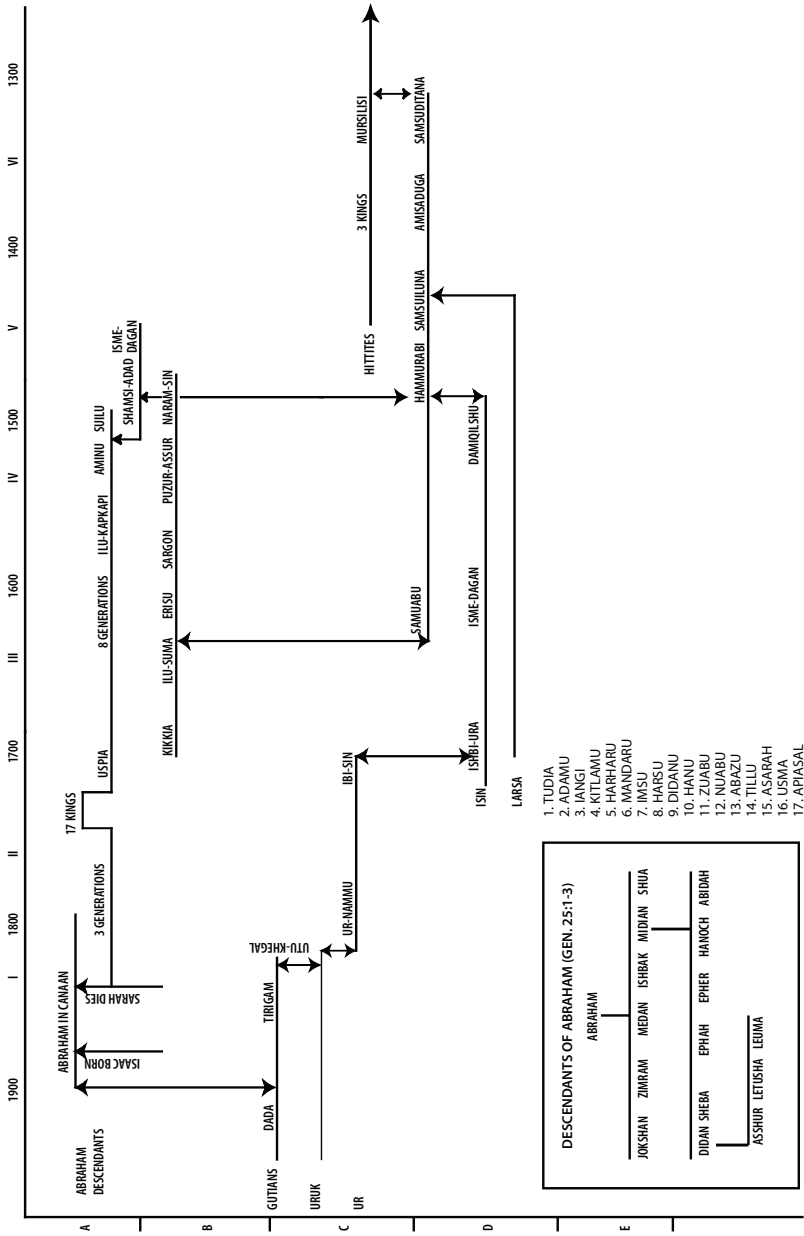 1900 I 1800 II 1700 III 1600 IV 1500 V 1400 VI 1300
A
ABRAHAM
DESCENDANTS
ABRAHAM IN CANAAN
ISAAC BORN
SARAH DIES
3 GENERATIONS
17 KINGS
USPIA
8 GENERATIONS
ILU-KAPKAPI
AMINU
SUILU
SHAMSI-ADAD
ISME-
DAGAN
B
KIKKIA
ILU-SUMA
ERISU
SARGON
PUZUR-ASSUR
NARAM-SIN
GUTIANS
DADA
TIRIGAM
UTU-KHEGAL
URUK
C
UR
UR-NAMMU
IBI-SIN
HITTITES
3 KINGS
MURSILISI
SAMUABU
HAMMURABI
SAMSUILUNA
AMISADUGA
SAMSUDITANA
D
ISIN
ISHBI-URA
ISME-DAGAN
DAMIQILSHU
LARSA
E
DESCENDANTS OF ABRAHAM (GEN. 25:1-3)
ABRAHAM
JOKSHAN ZIMRAM MEDAN ISHBAK MIDIAN SHUA
DIDAN SHEBA EPHAH EPHER HANOCH ABIDAH
ASSHUR LETUSHA LEUMA
1. TUDIA
2. ADAMU
3. IANGI
4. KITLAMU
5. HARHARU
6. MANDARU
7. IMSU
8. HARSU
9. DIDANU
10. HANU
11. ZUABU
12. NUABU
13. ABAZU
14. TILLU
15. ASARAH
16. USMA
17. APIASAL